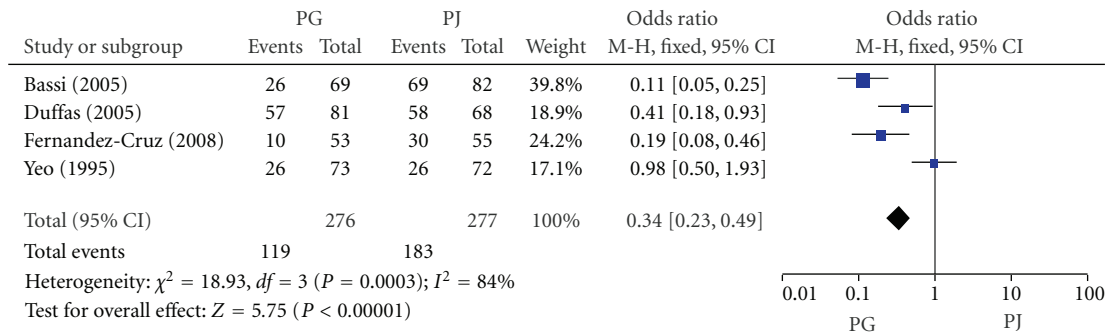 PG PJ Odds ratio Odds ratio
Study or subgroup Events Total Events Total Weight M-H, fixed, 95% CI M-H, fixed, 95% CI
Bassi (2005) 26 69 69 82 39.8% 0.11 [0.05, 0.25]
Duffas (2005) 57 81 58 68 18.9% 0.41 [0.18, 0.93]
Fernandez-Cruz (2008) 10 53 30 55 24.2% 0.19 [0.08, 0.46]
Yeo (1995) 26 73 26 72 17.1% 0.98 [0.50, 1.93]
Total (95% CI) 276 277 100% 0.34 [0.23, 0.49]
Total events 119 183
Heterogeneity: χ² = 18.93, df = 3 (P = 0.0003); I² = 84%
Test for overall effect: Z = 5.75 (P < 0.00001)
0.01 0.1 1 10 100
PG PJ